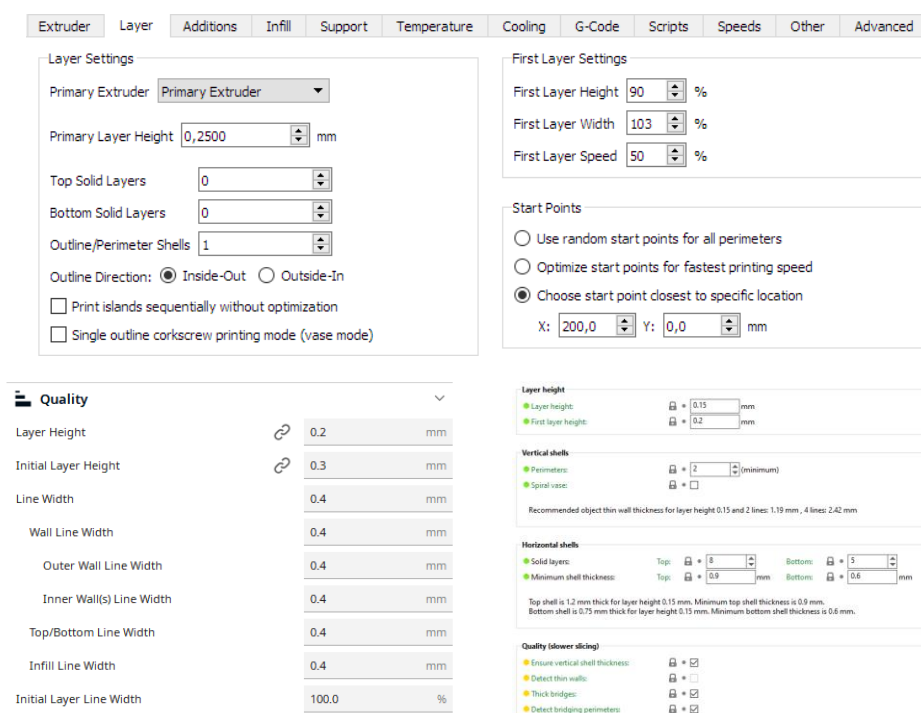 Extruder Layer Additions Infill Support Temperature Cooling G-Code Scripts Speeds Other Advanced
Layer Settings
Primary Extruder Primary Extruder
Primary Layer Height 0,2500 mm
Top Solid Layers 0
Bottom Solid Layers 0
Outline/Perimeter Shells 1
Outline Direction: Inside-Out Outside-In
Print islands sequentially without optimization
Single outline corkscrew printing mode (vase mode)
First Layer Settings
First Layer Height 90 %
First Layer Width 103 %
First Layer Speed 50 %
Start Points
Use random start points for all perimeters
Optimize start points for fastest printing speed
Choose start point closest to specific location
X: 200,0 Y: 0,0 mm
Quality
Layer Height 0.2 mm
Initial Layer Height 0.3 mm
Line Width 0.4 mm
Wall Line Width 0.4 mm
Outer Wall Line Width 0.4 mm
Inner Wall(s) Line Width 0.4 mm
Top/Bottom Line Width 0.4 mm
Infill Line Width 0.4 mm
Initial Layer Line Width 100.0 %
Layer height
Layer height: 0.15 mm
First layer height: 0.2 mm
Vertical shells
Perimeters: 2 (minimum)
Spiral vase:
Recommended object thin wall thickness for layer height 0.15 and 2 lines: 1.19 mm , 4 lines: 2.42 mm
Horizontal shells
Solid layers: Top: 8 Bottom: 5
Minimum shell thickness: Top: 0.9 mm Bottom: 0.6 mm
Top shell is 1.2 mm thick for layer height 0.15 mm. Minimum top shell thickness is 0.9 mm.
Bottom shell is 0.75 mm thick for layer height 0.15 mm. Minimum bottom shell thickness is 0.6 mm.
Quality (slower slicing)
Ensure vertical shell thickness:
Detect thin walls:
Thick bridges:
Detect bridging perimeters: